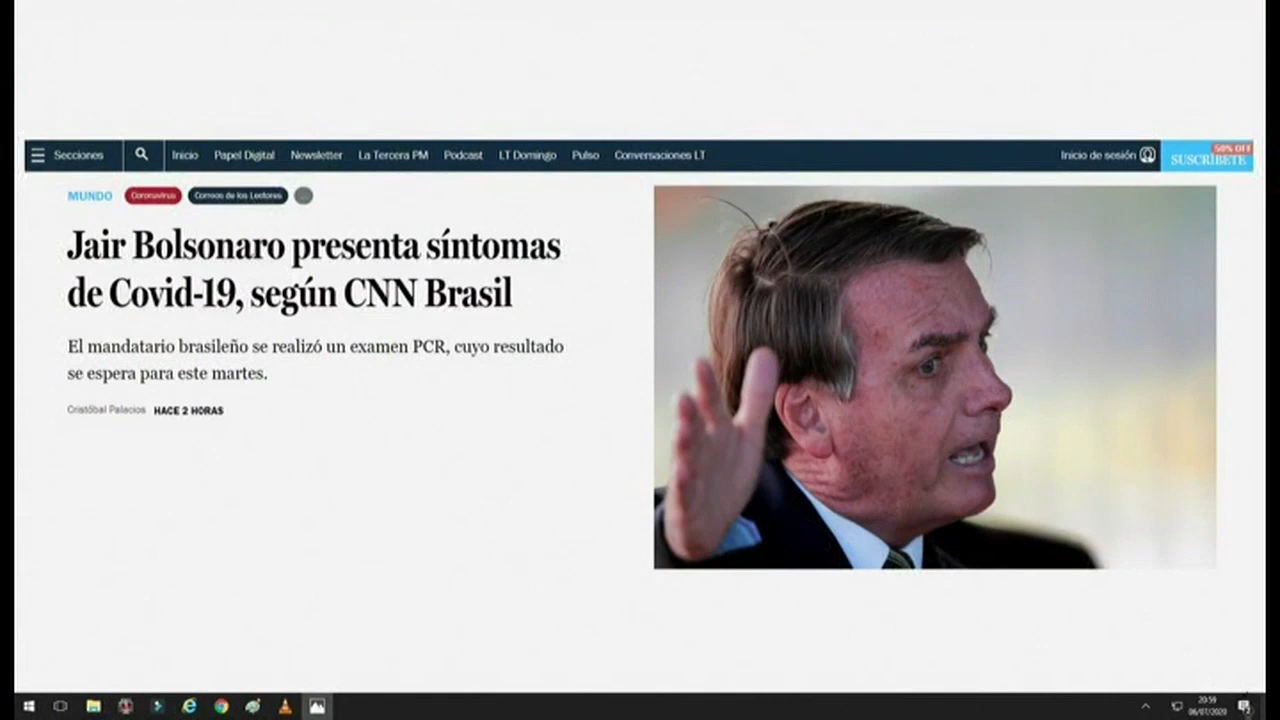 Secciones Inicio Papel Digital Newsletter La Tercera PM Podcast LT Domingo Pulso Conversaciones LT Inicio de sesión 50% OFF
SUSCRÍBETE
MUNDO Coronavirus Correos de los Lectores
Jair Bolsonaro presenta síntomas
de Covid-19, según CNN Brasil
El mandatario brasileño se realizó un examen PCR, cuyo resultado
se espera para este martes.
Cristóbal Palacios HACE 2 HORAS
20:59
06/07/2020